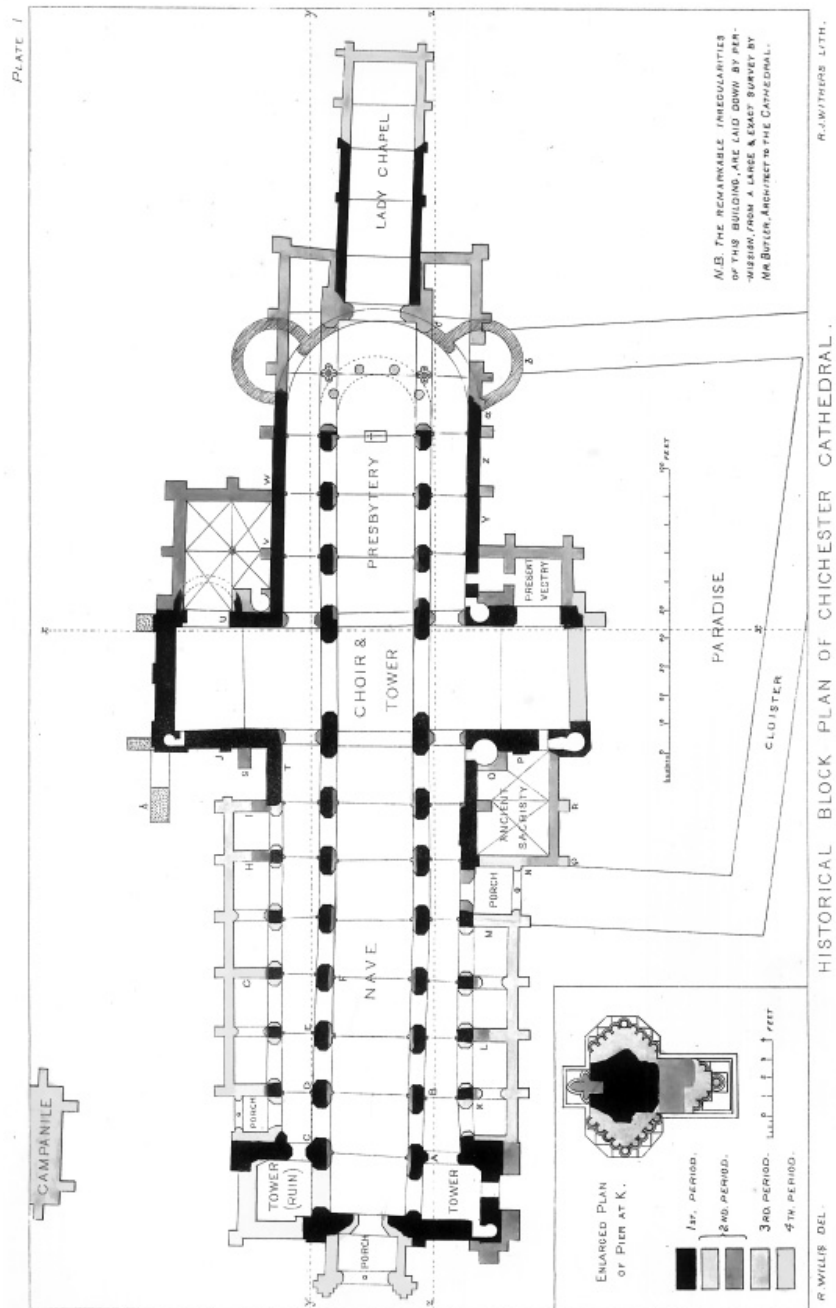 PLATE 1
N.B. THE REMARKABLE IRREGULARITIES
OF THIS BUILDING, ARE LAID DOWN BY PER-
-MISSION, FROM A LARGE & EXACT SURVEY BY
MR. BUTLER, ARCHITECT TO THE CATHEDRAL.
CAMPANILE
LADY CHAPEL
PRESBYTERY
CHOIR &
TOWER
NAVE
TOWER
(RUIN)
PORCH
PORCH
TOWER
PORCH
ANCIENT
SACRISTY
PRESENT
VESTRY
PARADISE
CLOISTER
FEET
ENLARGED PLAN
OF PIER AT K.
FEET
1ST. PERIOD.
2ND. PERIOD.
3RD. PERIOD.
4TH. PERIOD.
R. WILLIS DEL.
HISTORICAL BLOCK PLAN OF CHICHESTER CATHEDRAL.
R.J. WITHERS LITH.